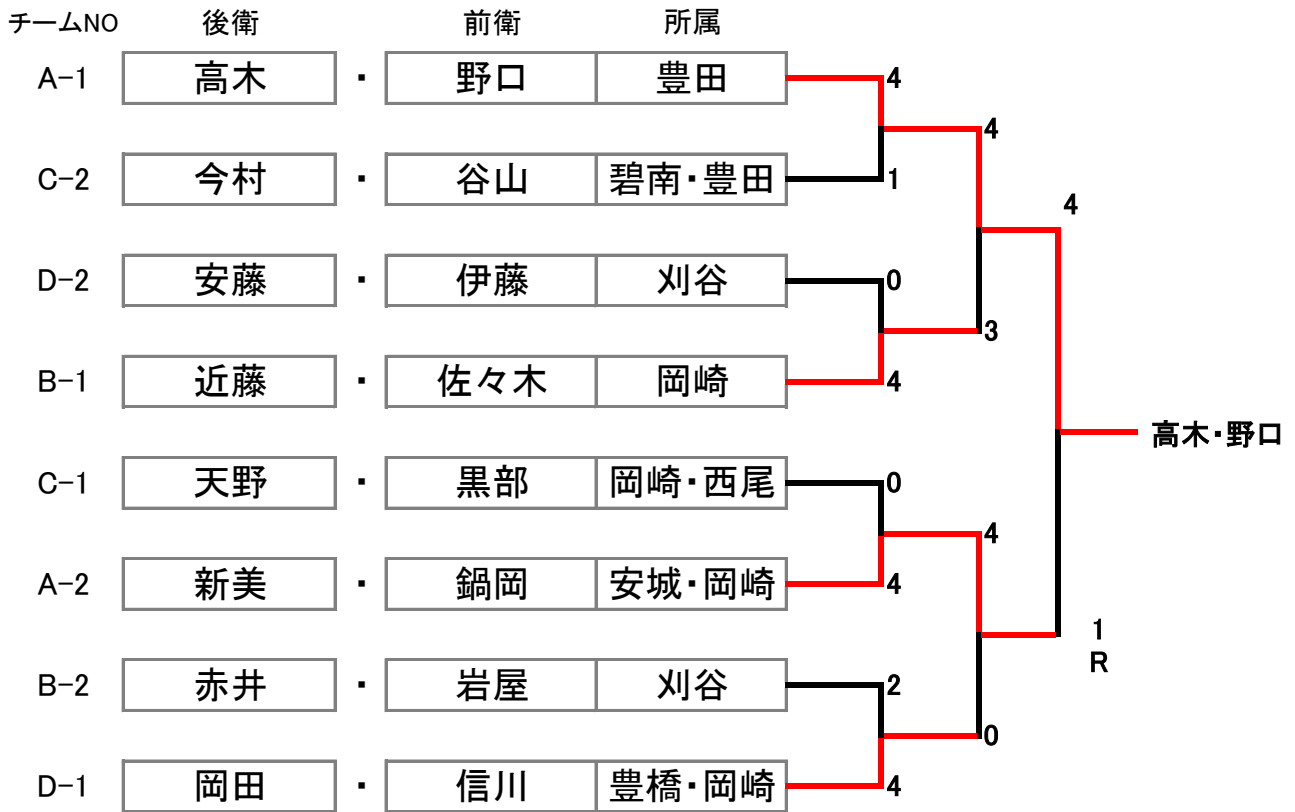 チームNO 後衛 前衛 所属
A-1 高木 ・ 野口 豊田 4
4
C-2 今村 ・ 谷山 碧南・豊田 1
4
D-2 安藤 ・ 伊藤 刈谷 0
3
B-1 近藤 ・ 佐々木 岡崎 4
高木・野口
C-1 天野 ・ 黒部 岡崎・西尾 0
4
A-2 新美 ・ 鍋岡 安城・岡崎 4
1
R
B-2 赤井 ・ 岩屋 刈谷 2
0
D-1 岡田 ・ 信川 豊橋・岡崎 4